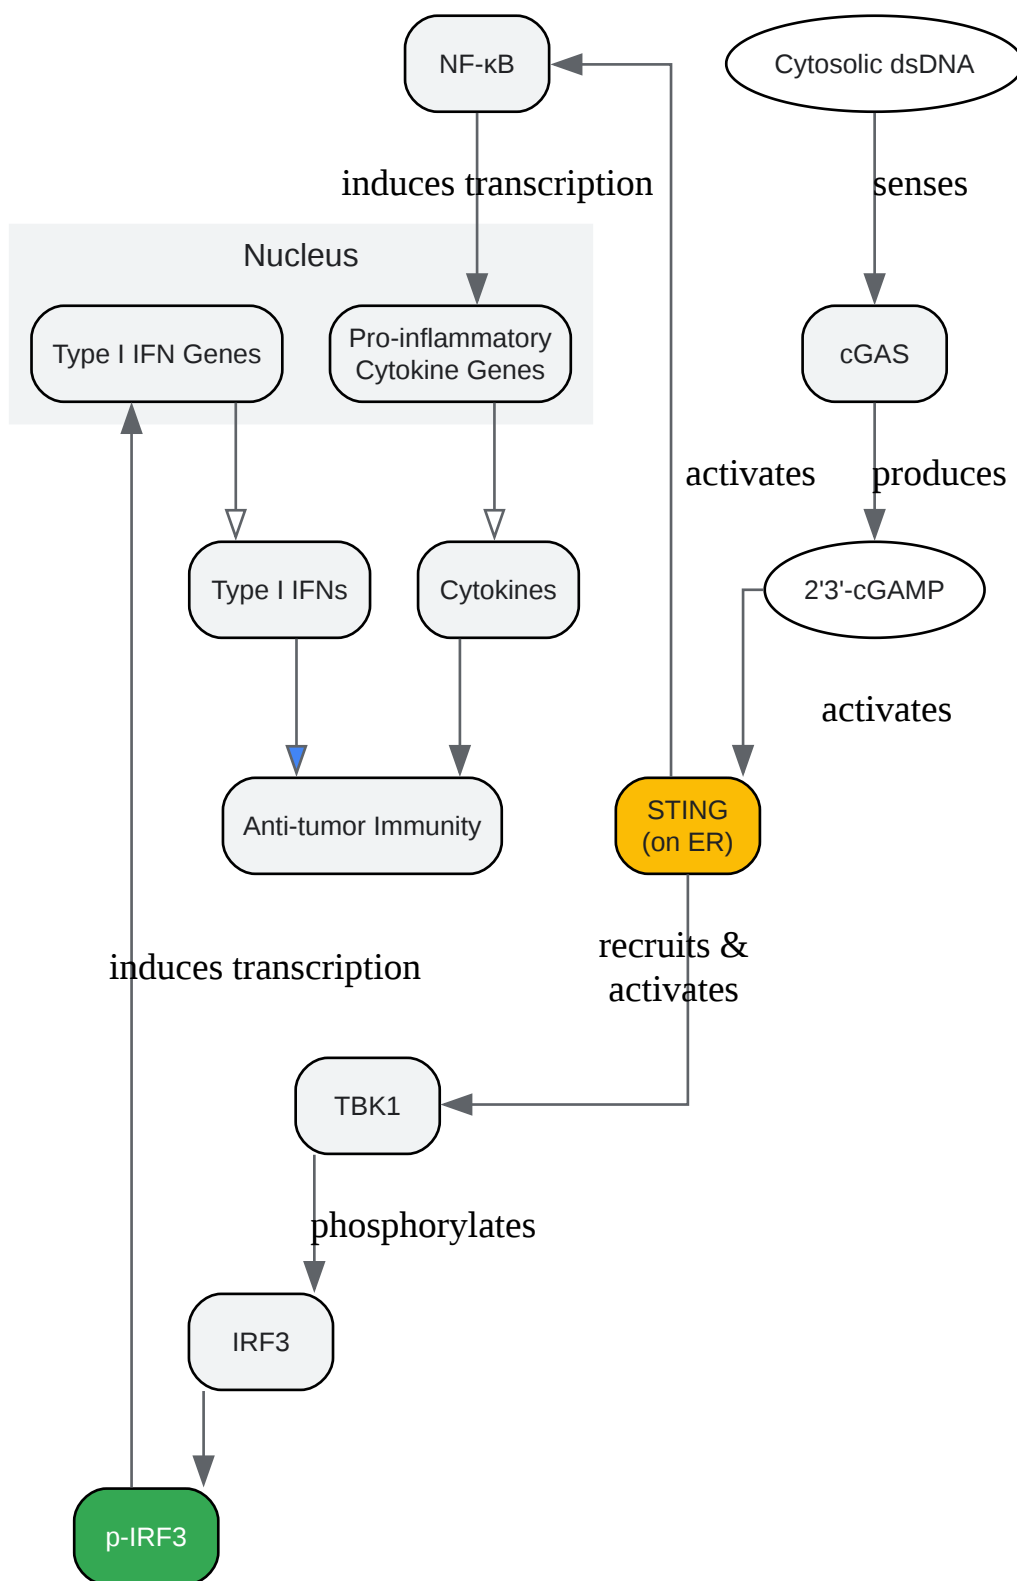 NF-κB
Cytosolic dsDNA
induces transcription
senses
Nucleus
Type I IFN Genes
Pro-inflammatory
Cytokine Genes
cGAS
activates
produces
Type I IFNs
Cytokines
2'3'-cGAMP
activates
Anti-tumor Immunity
STING
(on ER)
induces transcription
recruits &
activates
TBK1
phosphorylates
IRF3
p-IRF3